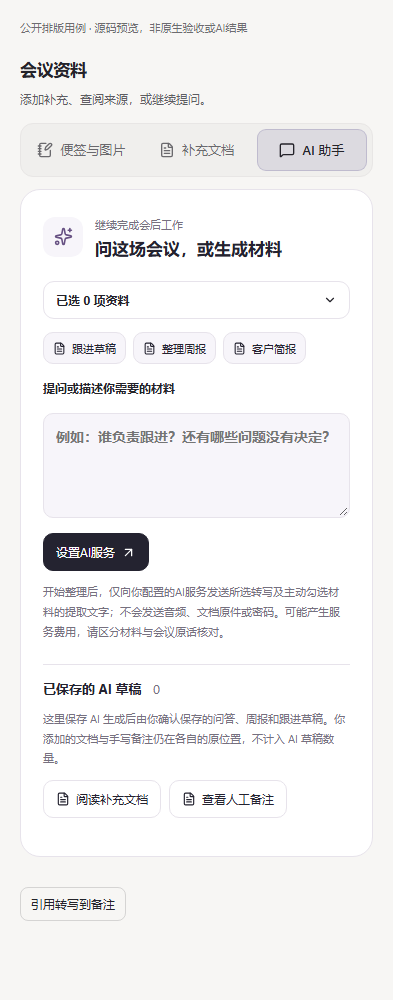 公开排版用例 · 源码预览，非原生验收或AI结果
会议资料
添加补充、查阅来源，或继续提问。
便签与图片
补充文档
AI 助手
继续完成会后工作
问这场会议，或生成材料
已选 0 项资料
跟进草稿
整理周报
客户简报
提问或描述你需要的材料
例如：谁负责跟进？还有哪些问题没有决定？
设置AI服务
开始整理后，仅向你配置的AI服务发送所选转写及主动勾选材
料的提取文字；不会发送音频、文档原件或密码。可能产生服
务费用，请区分材料与会议原话核对。
已保存的 AI 草稿 0
这里保存 AI 生成后由你确认保存的问答、周报和跟进草稿。你
添加的文档与手写备注仍在各自的原位置，不计入 AI 草稿数
量。
阅读补充文档
查看人工备注
引用转写到备注